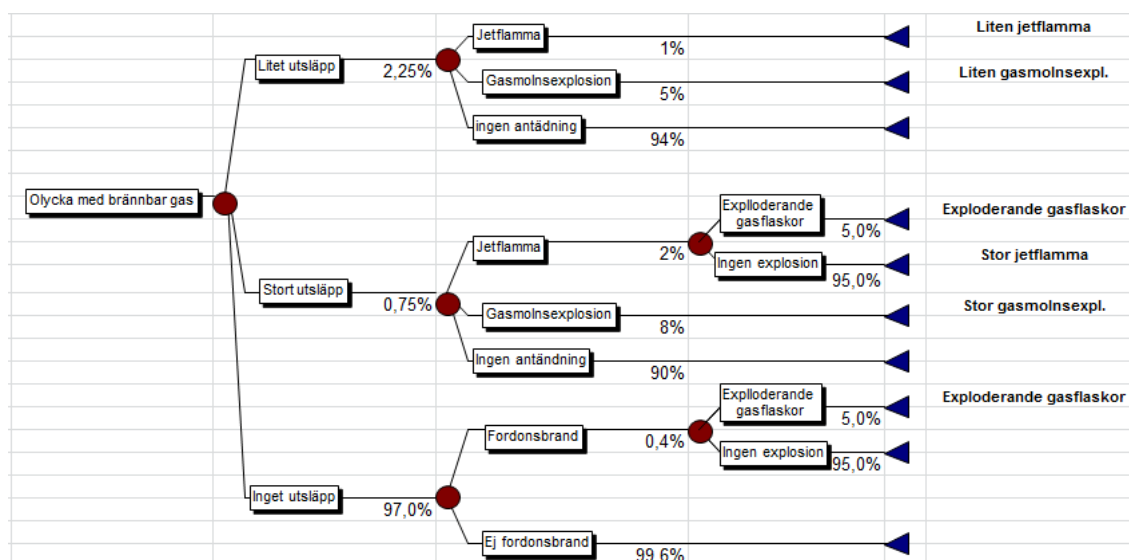 Jetflamma
1%
Liten jetflamma
Litet utsläpp
2,25%
Gasmolnsexplosion
5%
Liten gasmolnsexpl.
ingen antädning
94%
Olycka med brännbar gas
Exploderande
gasflaskor
5,0%
Exploderande gasflaskor
Jetflamma
2%
Ingen explosion
95,0%
Stor jetflamma
Stort utsläpp
0,75%
Gasmolnsexplosion
8%
Stor gasmolnsexpl.
Ingen antändning
90%
Explloderande
gasflaskor
5,0%
Exploderande gasflaskor
Fordonsbrand
0,4%
Ingen explosion
95,0%
Inget utsläpp
97,0%
Ej fordonsbrand
99,6%